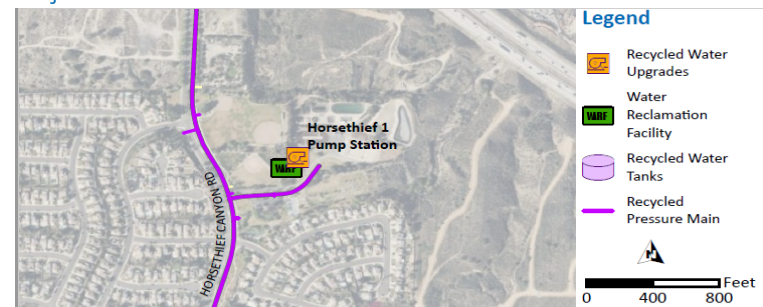 Legend
Recycled Water
Upgrades
WRF
Water
Reclamation
Facility
Recycled Water
Tanks
Recycled
Pressure Main
N
Feet
0 400 800
Horsethief 1
Pump Station
HORSETHIEF CANYON RD